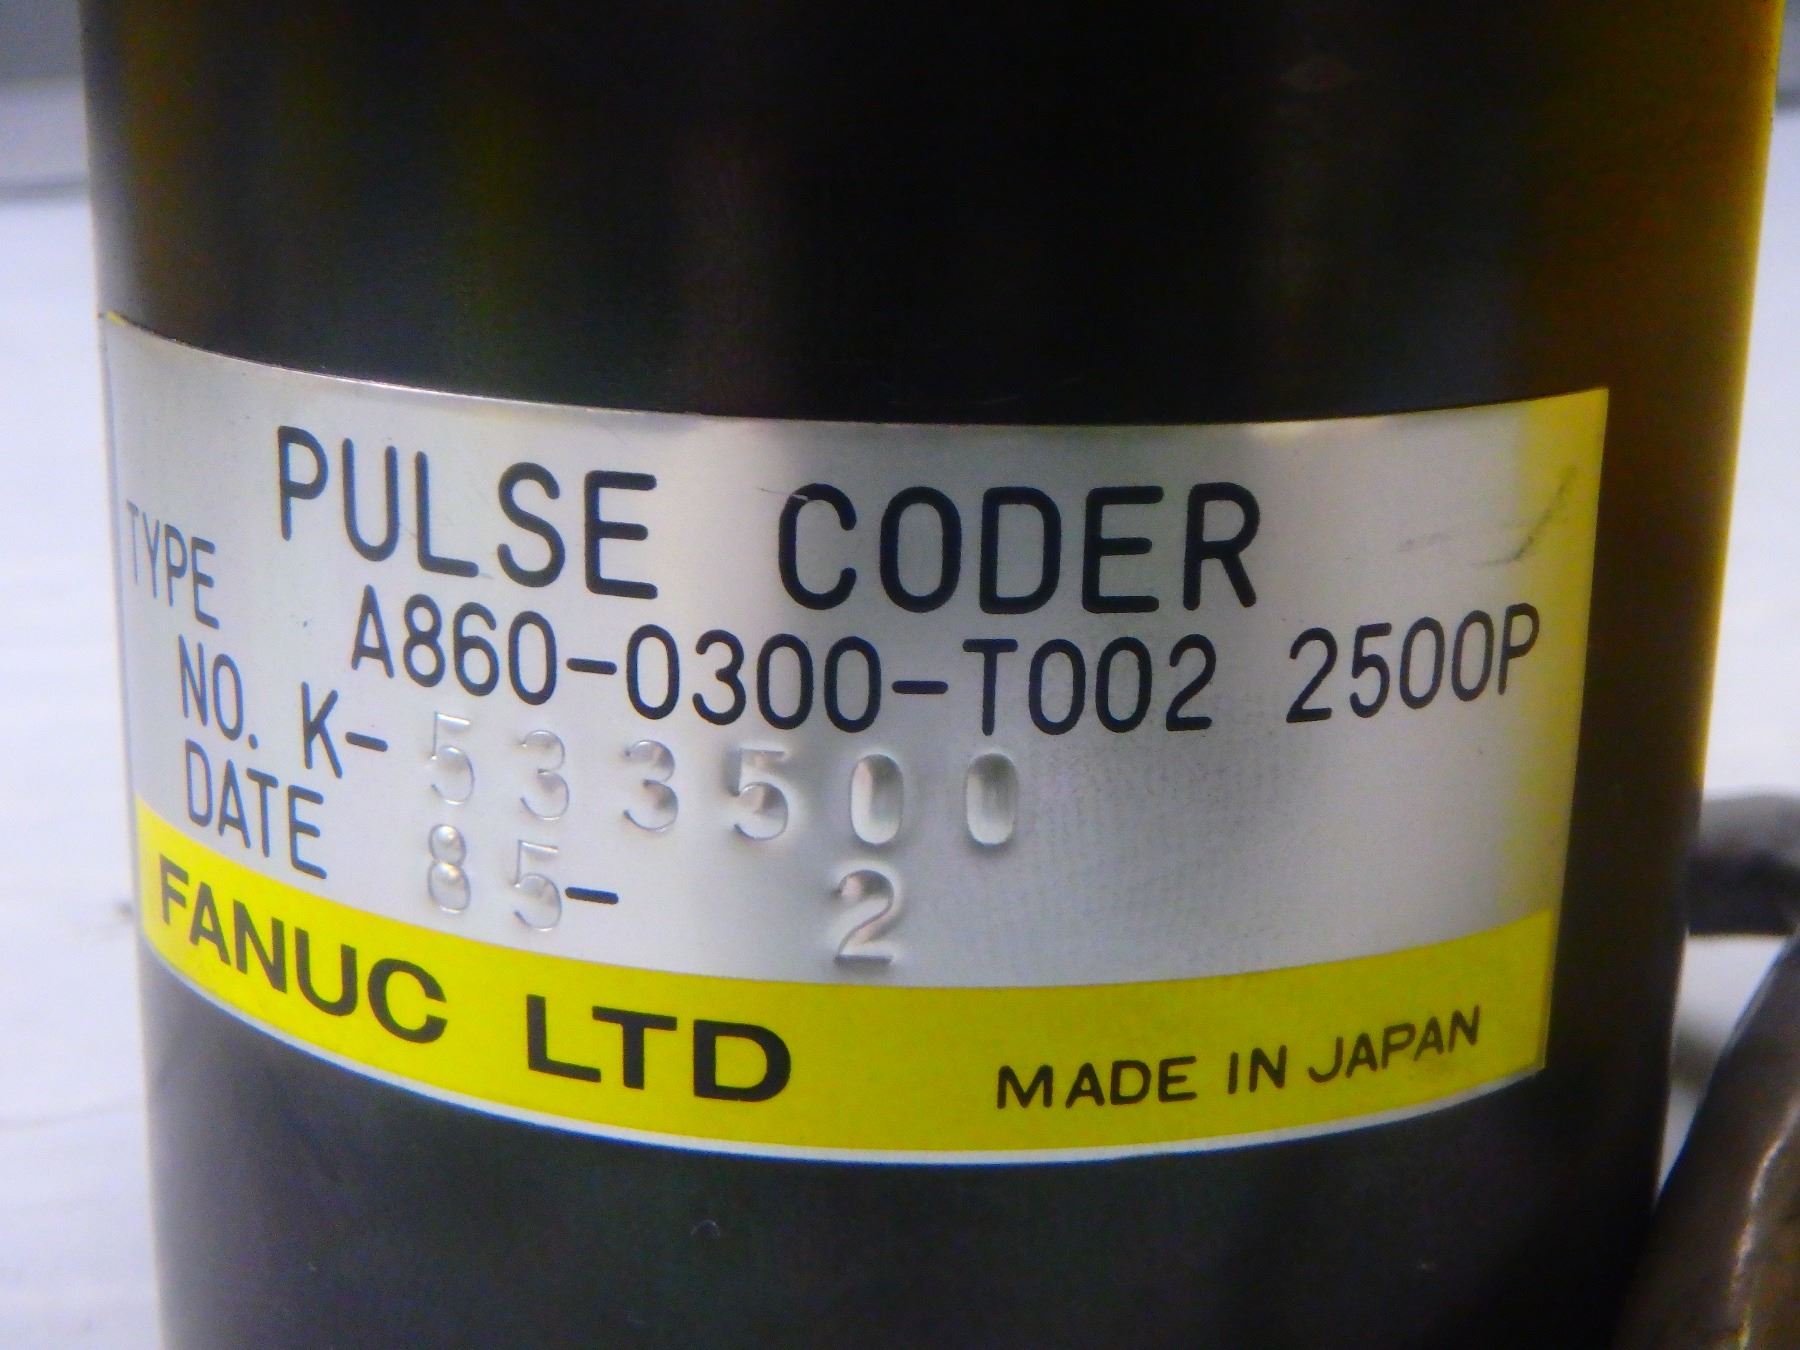 PULSE CODER
TYPE A860-0300-T002 2500P
NO. K-533500
DATE 85- 2
FANUC LTD MADE IN JAPAN